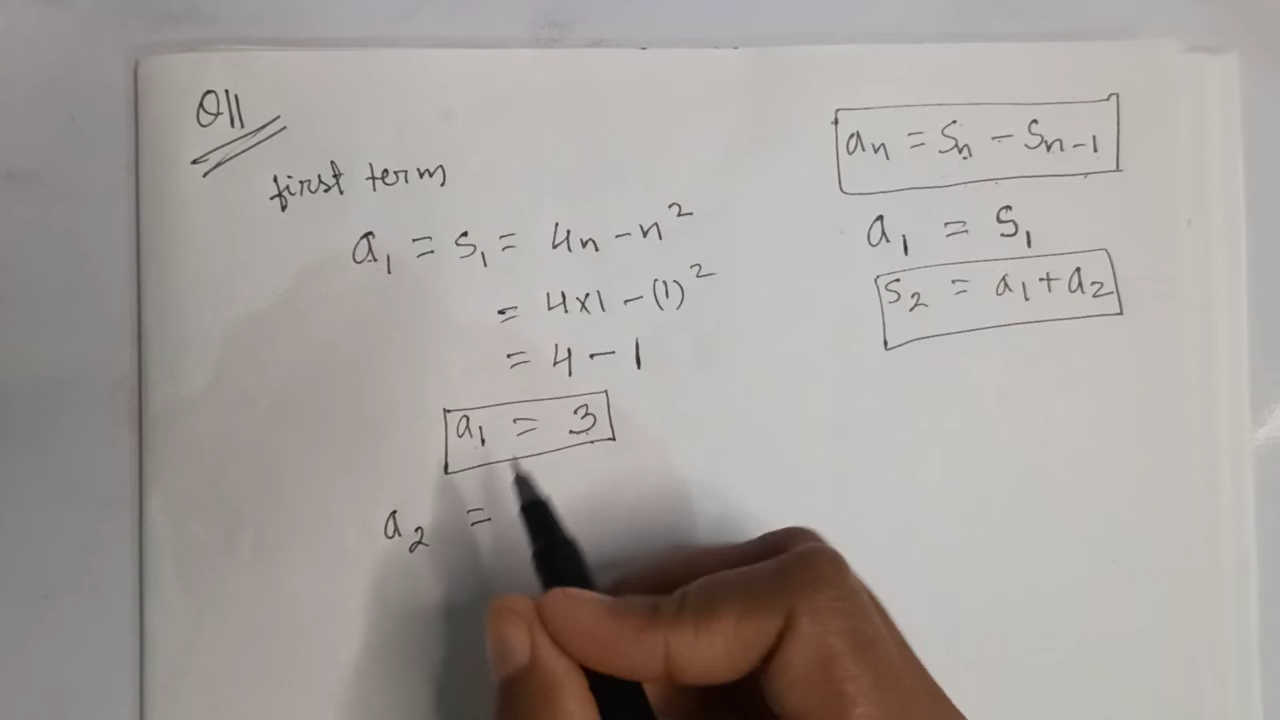 Q11
first term
a₁ = S₁ = 4n - n²
= 4×1 - (1)²
= 4 - 1
a₁ = 3
a₂ =
aₙ = Sₙ - Sₙ₋₁
a₁ = S₁
S₂ = a₁ + a₂